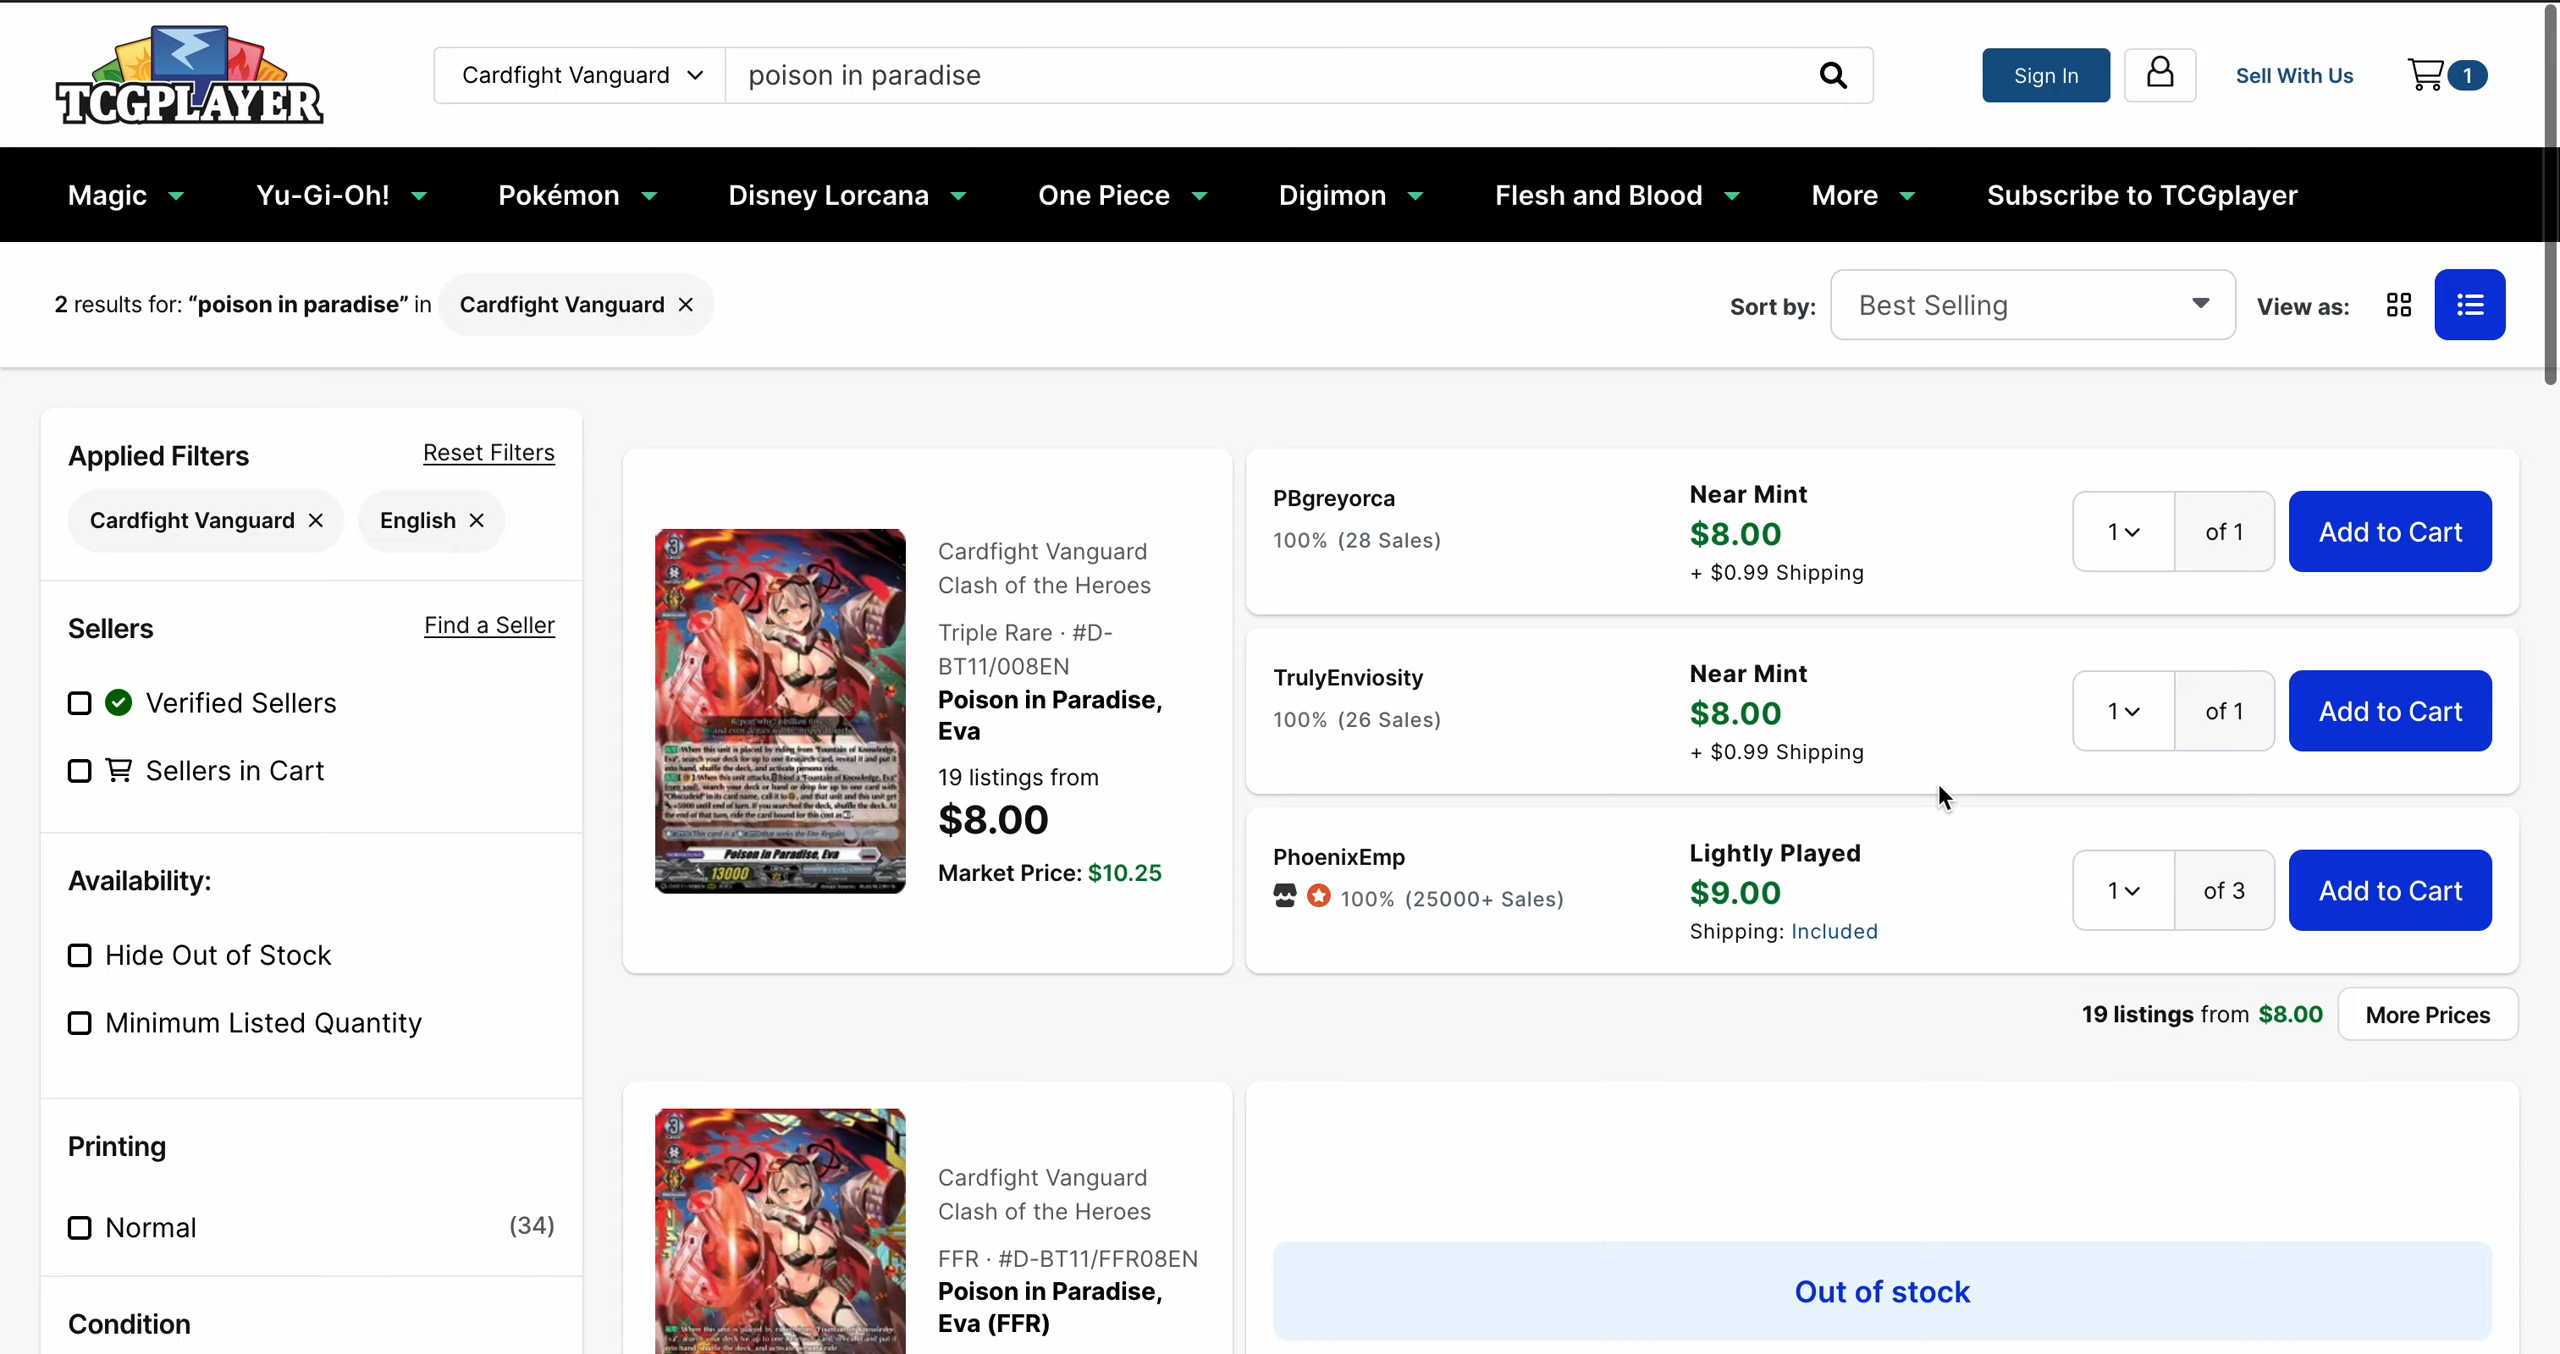 TCGPLAYER
Cardfight Vanguard
poison in paradise
Sign In
Sell With Us
1
Magic
Yu-Gi-Oh!
Pokémon
Disney Lorcana
One Piece
Digimon
Flesh and Blood
More
Subscribe to TCGplayer
2 results for: “poison in paradise” in
Cardfight Vanguard
Sort by:
Best Selling
View as:
Applied Filters
Reset Filters
Cardfight Vanguard
English
Sellers
Find a Seller
Verified Sellers
Sellers in Cart
Availability:
Hide Out of Stock
Minimum Listed Quantity
Printing
Normal
(34)
Condition
Poison in Paradise, Eva
13000
Cardfight Vanguard
Clash of the Heroes
Triple Rare · #D-
BT11/008EN
Poison in Paradise,
Eva
19 listings from
$8.00
Market Price: $10.25
PBgreyorca
100% (28 Sales)
Near Mint
$8.00
+ $0.99 Shipping
1
of 1
Add to Cart
TrulyEnviosity
100% (26 Sales)
Near Mint
$8.00
+ $0.99 Shipping
1
of 1
Add to Cart
PhoenixEmp
100% (25000+ Sales)
Lightly Played
$9.00
Shipping: Included
1
of 3
Add to Cart
19 listings from $8.00
More Prices
Cardfight Vanguard
Clash of the Heroes
FFR · #D-BT11/FFR08EN
Poison in Paradise,
Eva (FFR)
Out of stock